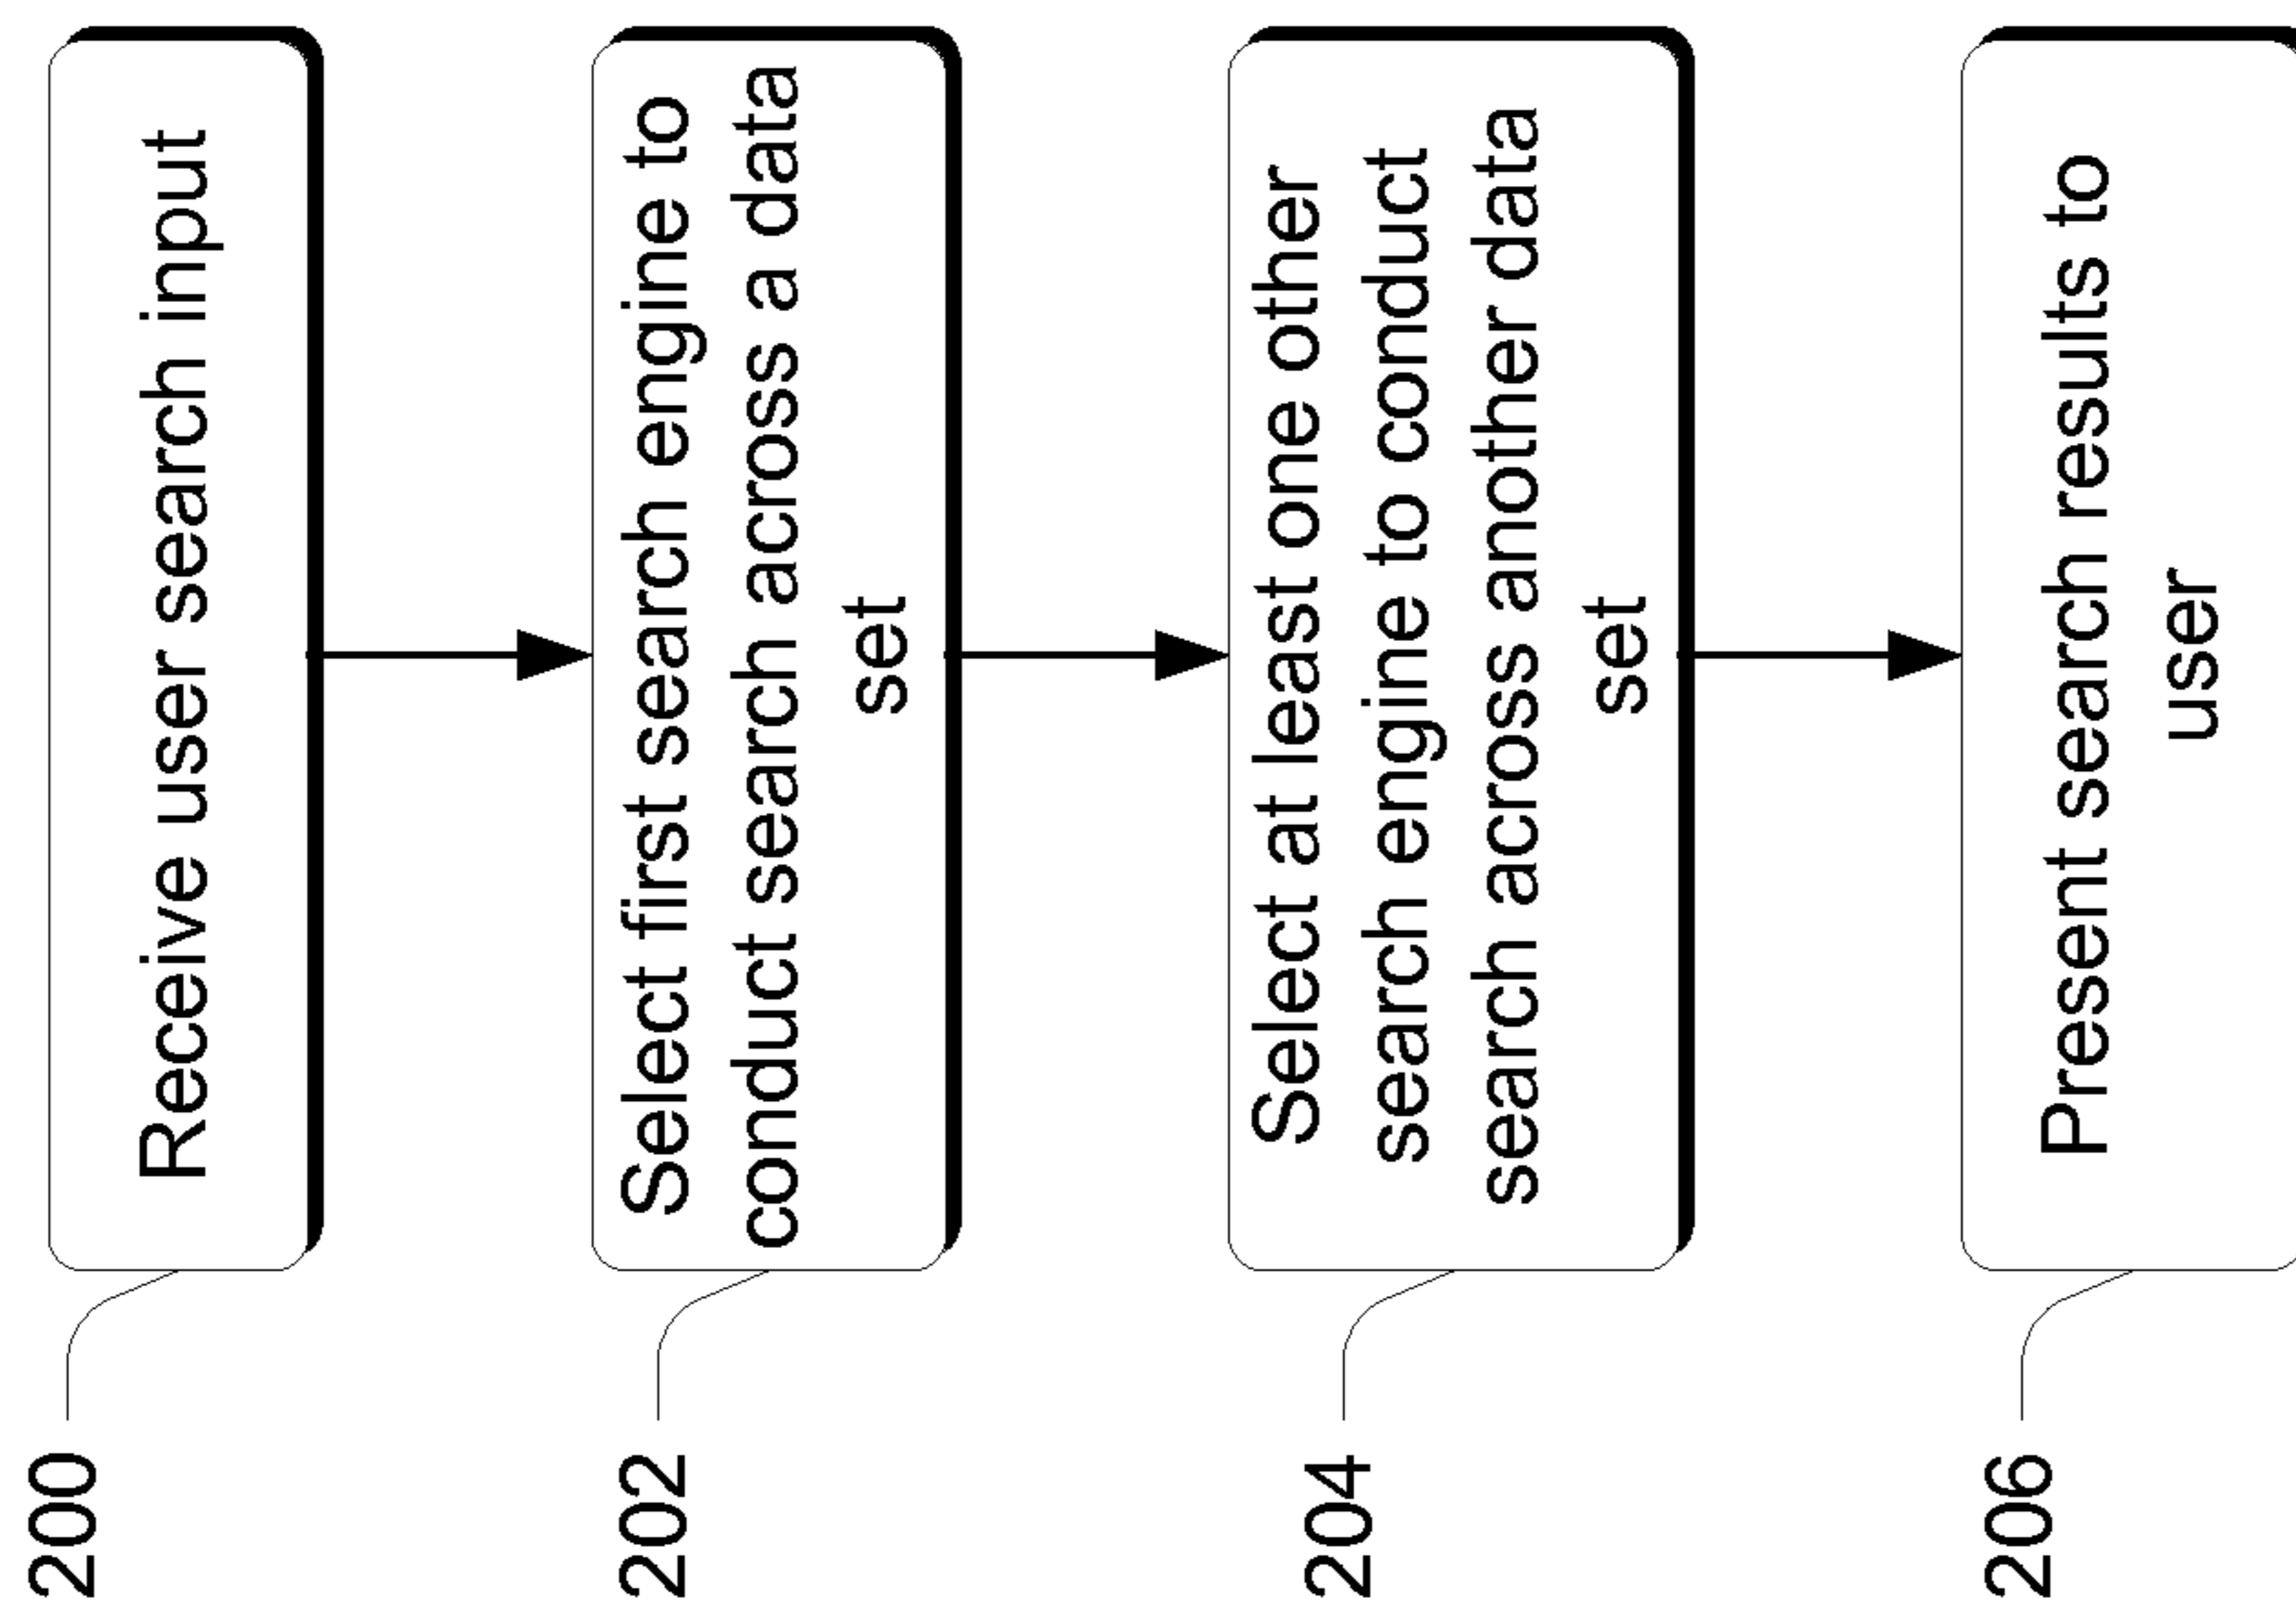 200
Receive user search input
202
Select first search engine to
conduct search across a data
set
204
Select at least one other
search engine to conduct
search across another data
set
206
Present search results to
user